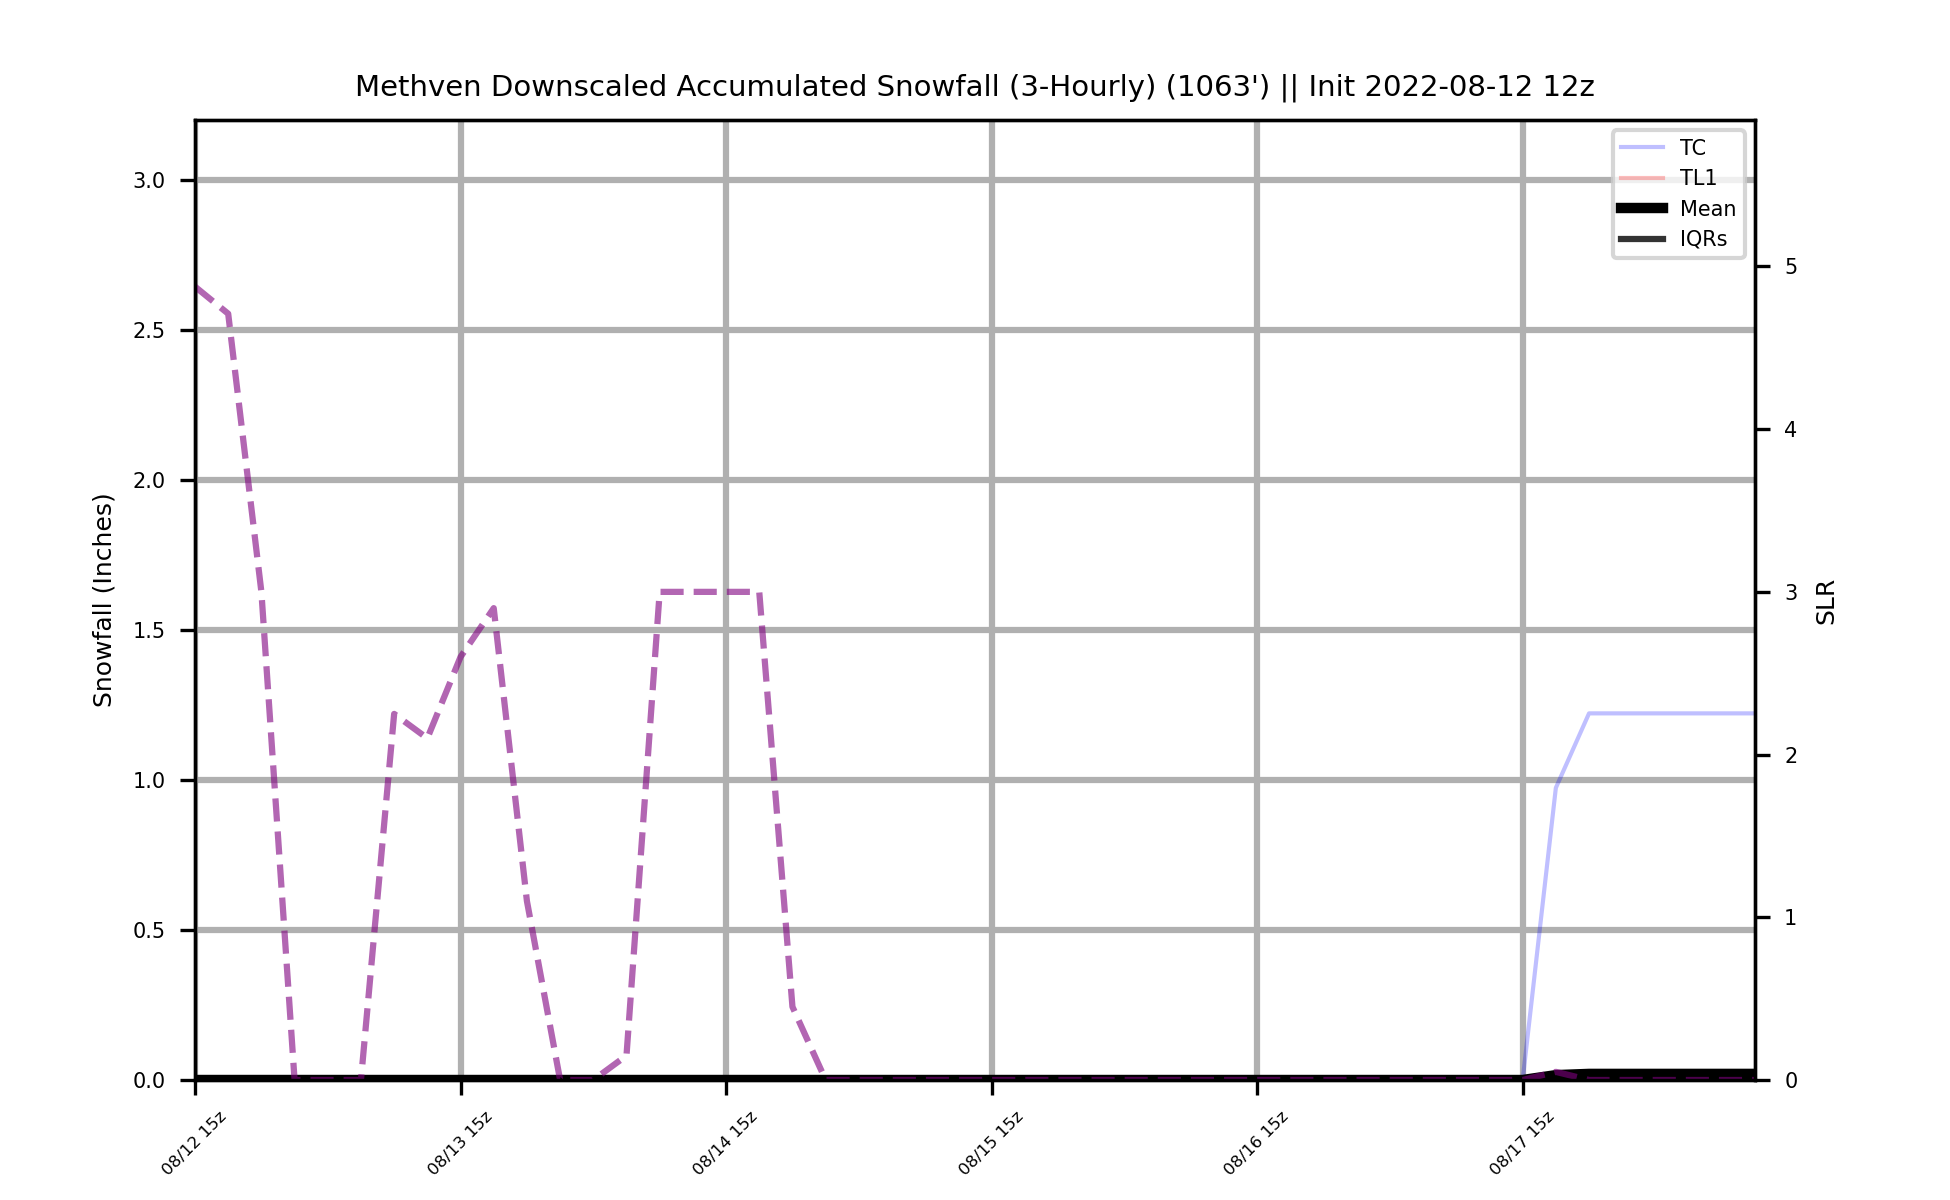 Methven Downscaled Accumulated Snowfall (3-Hourly) (1063') || Init 2022-08-12 12z
TC
TL1
Mean
IQRs
Snowfall (Inches)
3.0
2.5
2.0
1.5
1.0
0.5
0.0
5
4
3
2
1
0
SLR
08/12 15z
08/13 15z
08/14 15z
08/15 15z
08/16 15z
08/17 15z